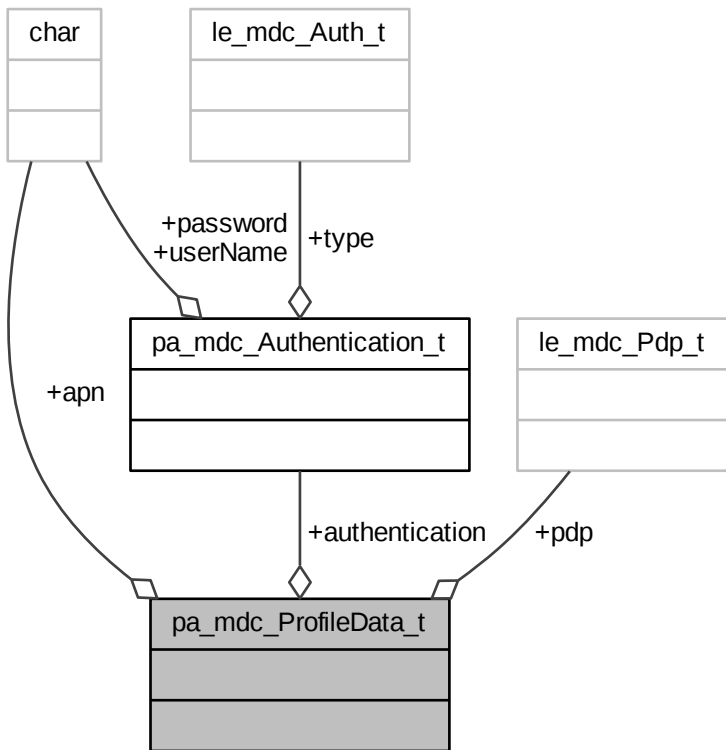 char
le_mdc_Auth_t
+password
+userName
+type
pa_mdc_Authentication_t
le_mdc_Pdp_t
+apn
+authentication
+pdp
pa_mdc_ProfileData_t